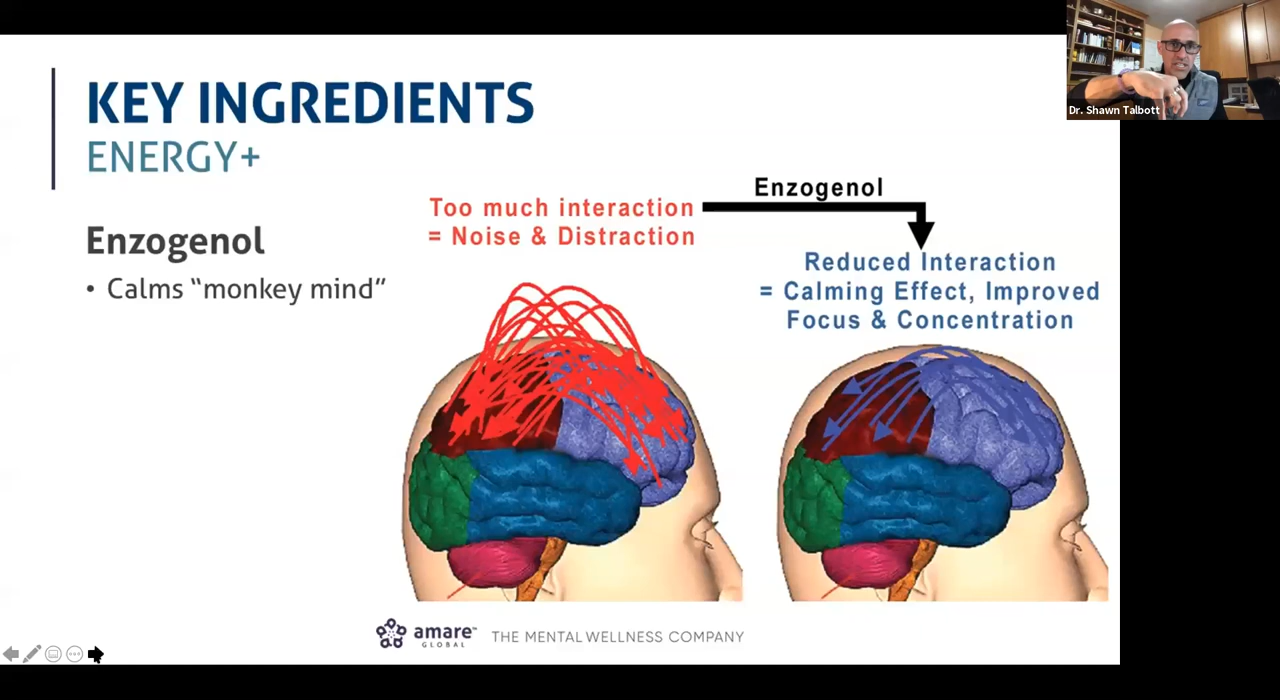 KEY INGREDIENTS
ENERGY+
Enzogenol
• Calms “monkey mind”
Too much interaction
= Noise & Distraction
Enzogenol
Reduced Interaction
= Calming Effect, Improved
Focus & Concentration
amare™
GLOBAL
THE MENTAL WELLNESS COMPANY
Dr. Shawn Talbott